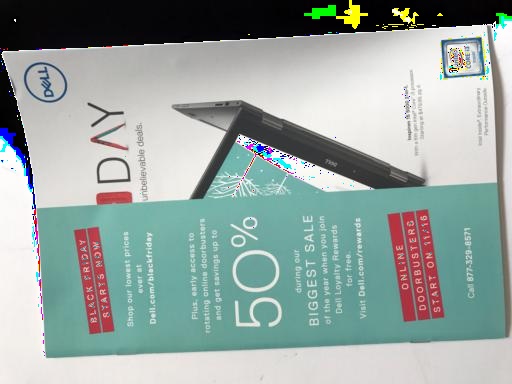 DELL
DAY
unbelievable deals.
7000
BLACK FRIDAY
STARTS NOW
Shop our lowest prices
ever at
Dell.com/blackfriday
Plus, early access to
rotating online doorbusters
and get savings up to
50%
during our
BIGGEST SALE
of the year when you join
Dell Loyalty Rewards
for free.
Visit Dell.com/rewards
ONLINE
DOORBUSTERS
START ON 11/16
Call 877-329-8571